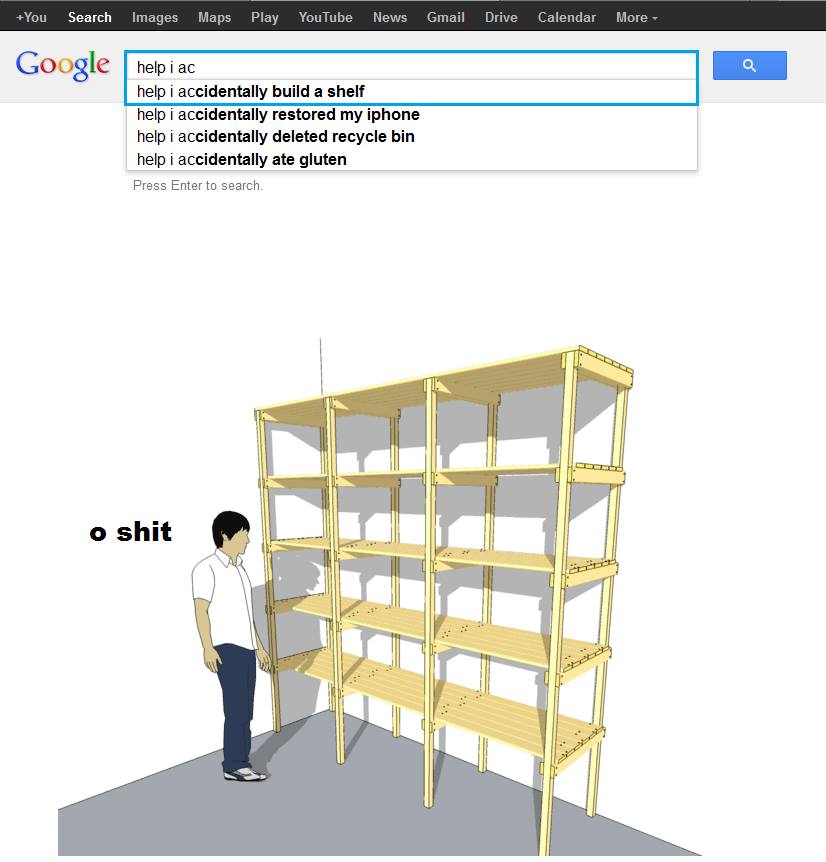 +You Search Images Maps Play YouTube News Gmail Drive Calendar More
Google
help i ac
help i accidentally build a shelf
help i accidentally restored my iphone
help i accidentally deleted recycle bin
help i accidentally ate gluten
Press Enter to search.
o shit